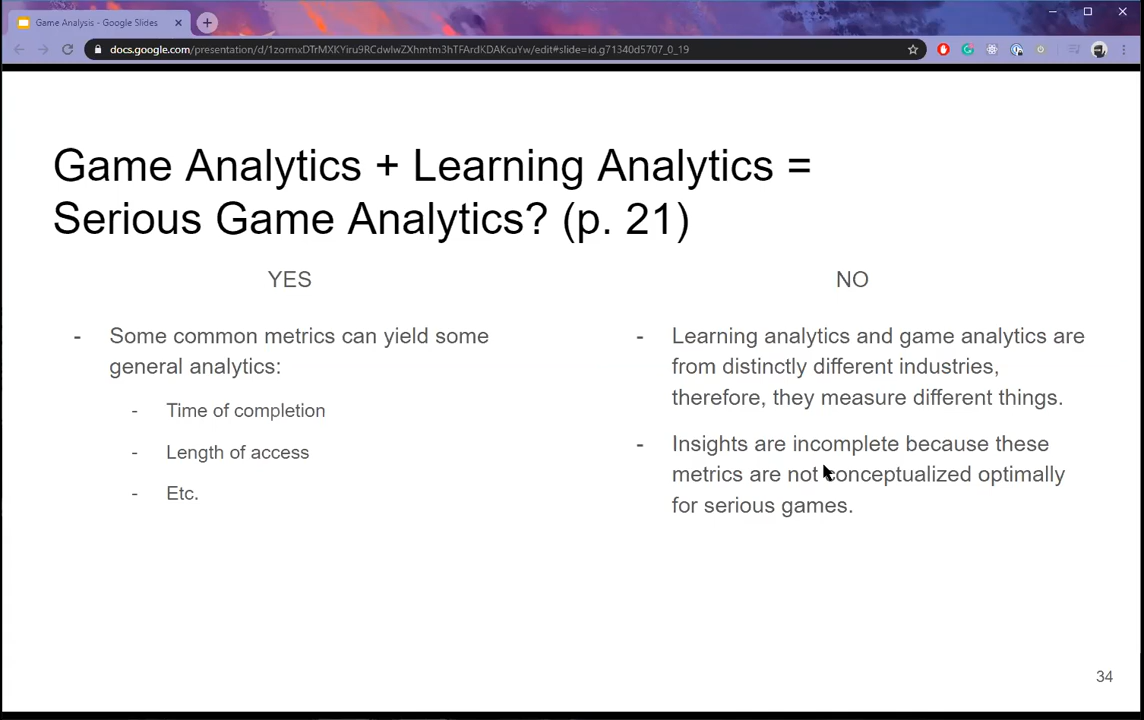 Game Analysis - Google Slides
docs.google.com/presentation/d/1zormxDTrMXKYiru9RCdwlwZXhmtm3hTFArdKDAKcuYw/edit#slide=id.g71340d5707_0_19
Game Analytics + Learning Analytics =
Serious Game Analytics? (p. 21)
YES
- Some common metrics can yield some
general analytics:
- Time of completion
- Length of access
- Etc.
NO
- Learning analytics and game analytics are
from distinctly different industries,
therefore, they measure different things.
- Insights are incomplete because these
metrics are not conceptualized optimally
for serious games.
34